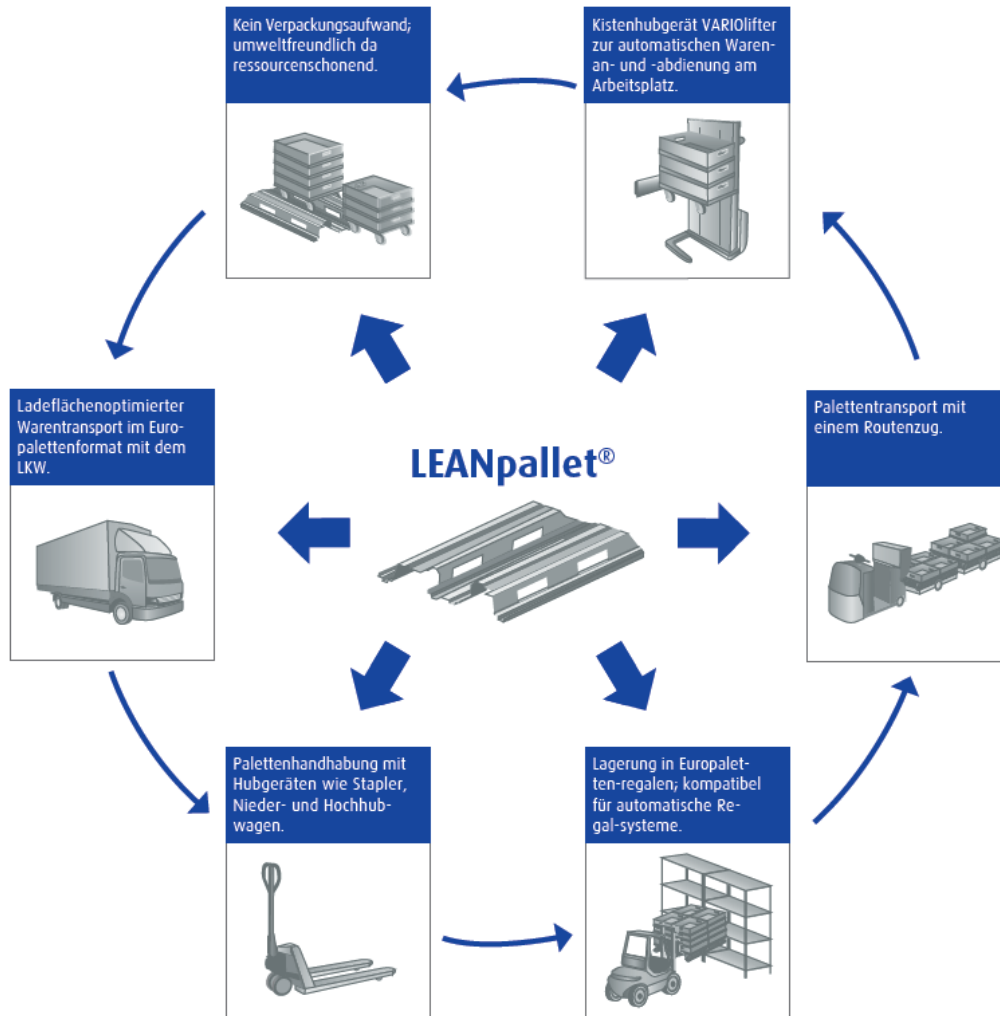 Kein Verpackungsaufwand;
umweltfreundlich da
ressourcenschonend.
Kistenhubgerät VARIOlifter
zur automatischen Waren-
an- und -abdienung am
Arbeitsplatz.
Ladeflächenoptimierter
Warentransport im Euro-
palettenformat mit dem
LKW.
LEANpallet®
Palettentransport mit
einem Routenzug.
Palettenhandhabung mit
Hubgeräten wie Stapler,
Nieder- und Hochhub-
wagen.
Lagerung in Europalet-
ten-regalen; kompatibel
für automatische Re-
gal-systeme.